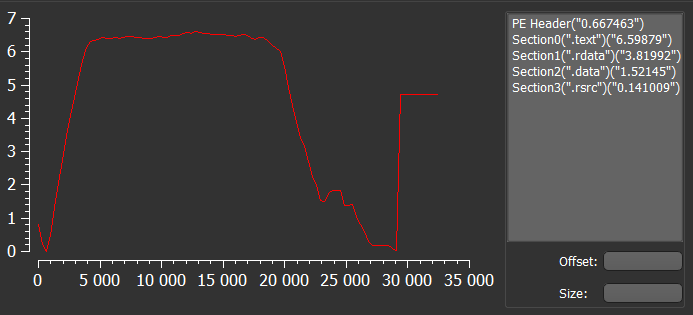 7
6
5
4
3
2
1
0
0 5 000 10 000 15 000 20 000 25 000 30 000 35 000
PE Header("0.667463")
Section0(".text")("6.59879")
Section1(".rdata")("3.81992")
Section2(".data")("1.52145")
Section3(".rsrc")("0.141009")
Offset:
Size: